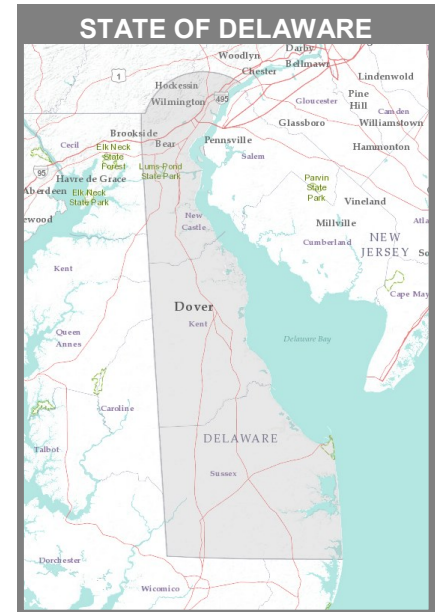 STATE OF DELAWARE
Woodlyn
Darby
Bellmawr
Chester
Lindenwold
1
Hockessin
Wilmington
495
Pine
Hill
Gloucester
Camden
Glassboro
Williamstown
Brookside
Pennsville
Hammonton
Cecil
Elk Neck
State
Forest
Bear
Salem
Lums Pond
State Park
95
Havre de Grace
Aberdeen
Elk Neck
State Park
Parvin
State
Park
Vineland
ewood
New
Castle
Millville
Atla
Cumberland
NEW
JERSEY
So
Kent
Cape May
Dover
Kent
Delaware Bay
Queen
Annes
Caroline
DELAWARE
Talbot
Sussex
Dorchester
Wicomico